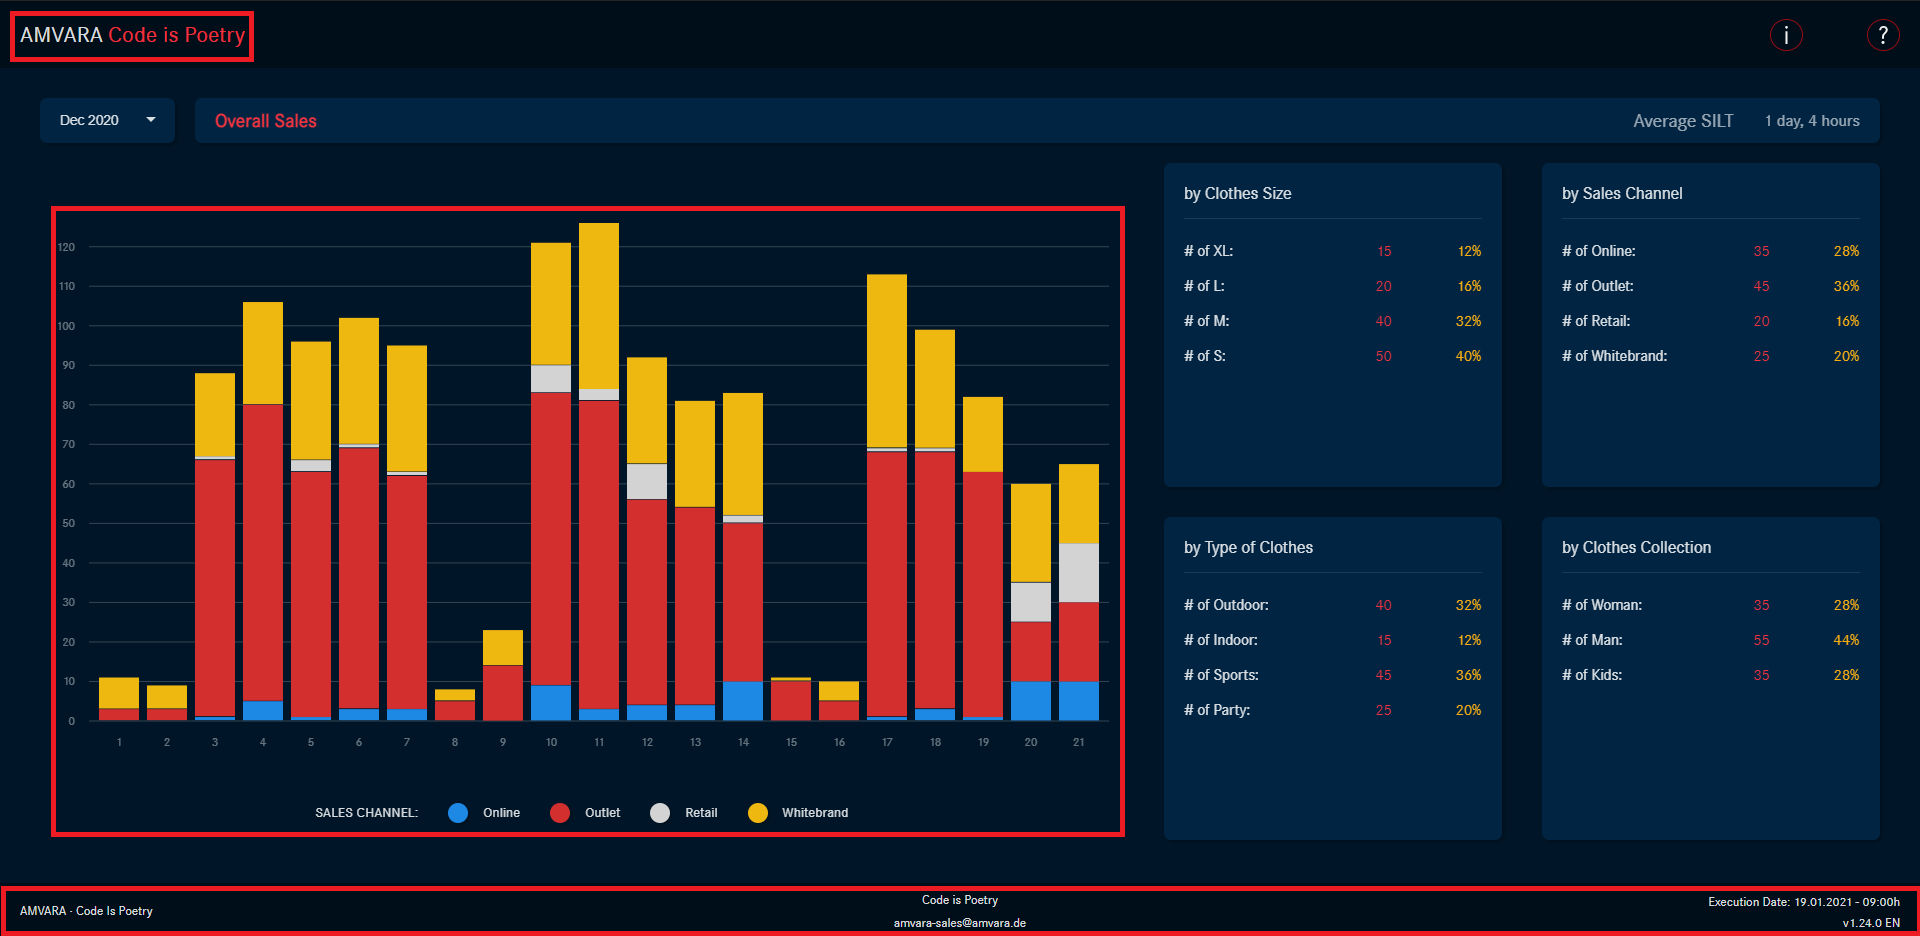 AMVARA Code is Poetry
i
?
Dec 2020
Overall Sales
Average SILT 1 day, 4 hours
120
110
100
90
80
70
60
50
40
30
20
10
0
1 2 3 4 5 6 7 8 9 10 11 12 13 14 15 16 17 18 19 20 21
SALES CHANNEL: Online Outlet Retail Whitebrand
by Clothes Size
# of XL: 15 12%
# of L: 20 16%
# of M: 40 32%
# of S: 50 40%
by Sales Channel
# of Online: 35 28%
# of Outlet: 45 36%
# of Retail: 20 16%
# of Whitebrand: 25 20%
by Type of Clothes
# of Outdoor: 40 32%
# of Indoor: 15 12%
# of Sports: 45 36%
# of Party: 25 20%
by Clothes Collection
# of Woman: 35 28%
# of Man: 55 44%
# of Kids: 35 28%
AMVARA - Code Is Poetry
Code is Poetry
amvara-sales@amvara.de
Execution Date: 19.01.2021 - 09:00h
v1.24.0 EN